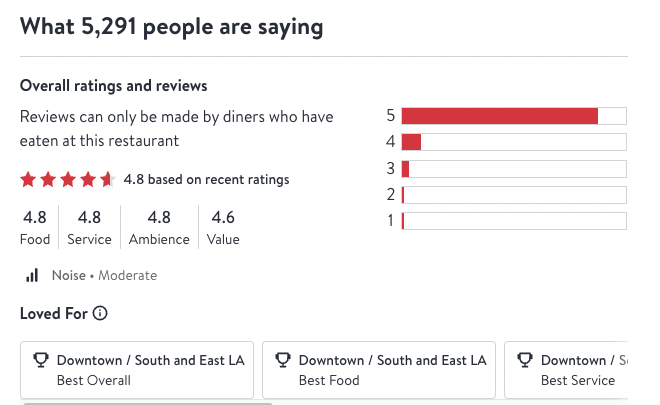 What 5,291 people are saying
Overall ratings and reviews
Reviews can only be made by diners who have
eaten at this restaurant
4.8 based on recent ratings
4.8 4.8 4.8 4.6
Food Service Ambience Value
Noise • Moderate
5
4
3
2
1
Loved For
Downtown / South and East LA
Best Overall
Downtown / South and East LA
Best Food
Downtown /
Best Service